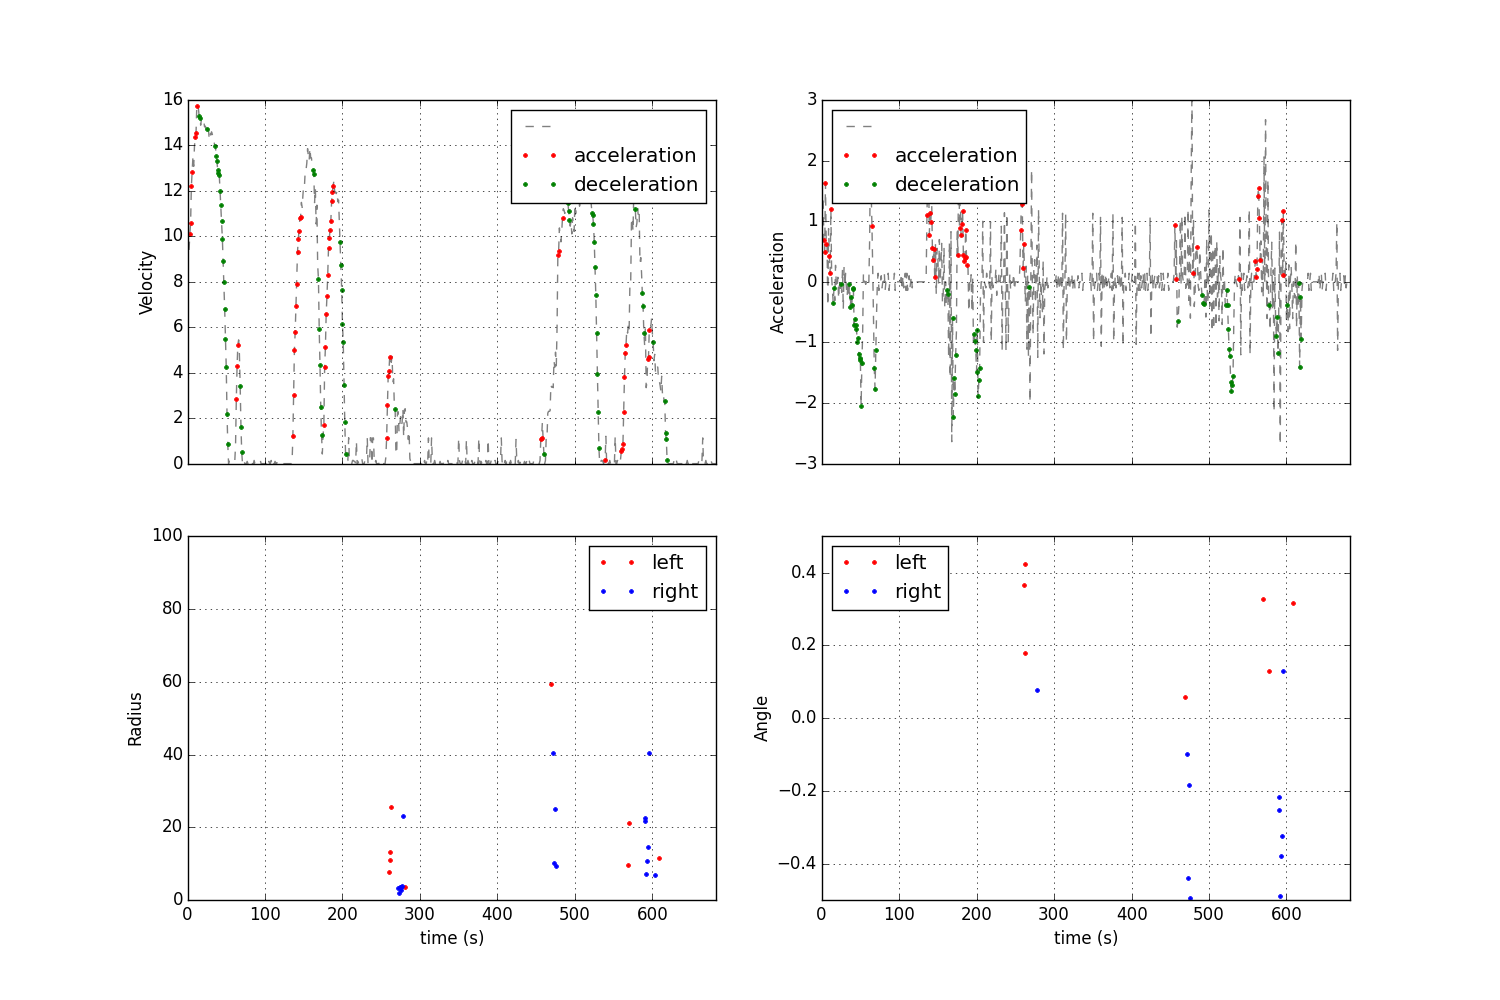 16
14
12
10
8
6
4
2
0
Velocity
acceleration
deceleration
3
2
1
0
−1
−2
−3
Acceleration
acceleration
deceleration
100
80
60
40
20
0
Radius
left
right
0 100 200 300 400 500 600
time (s)
0.4
0.2
0.0
−0.2
−0.4
Angle
left
right
0 100 200 300 400 500 600
time (s)